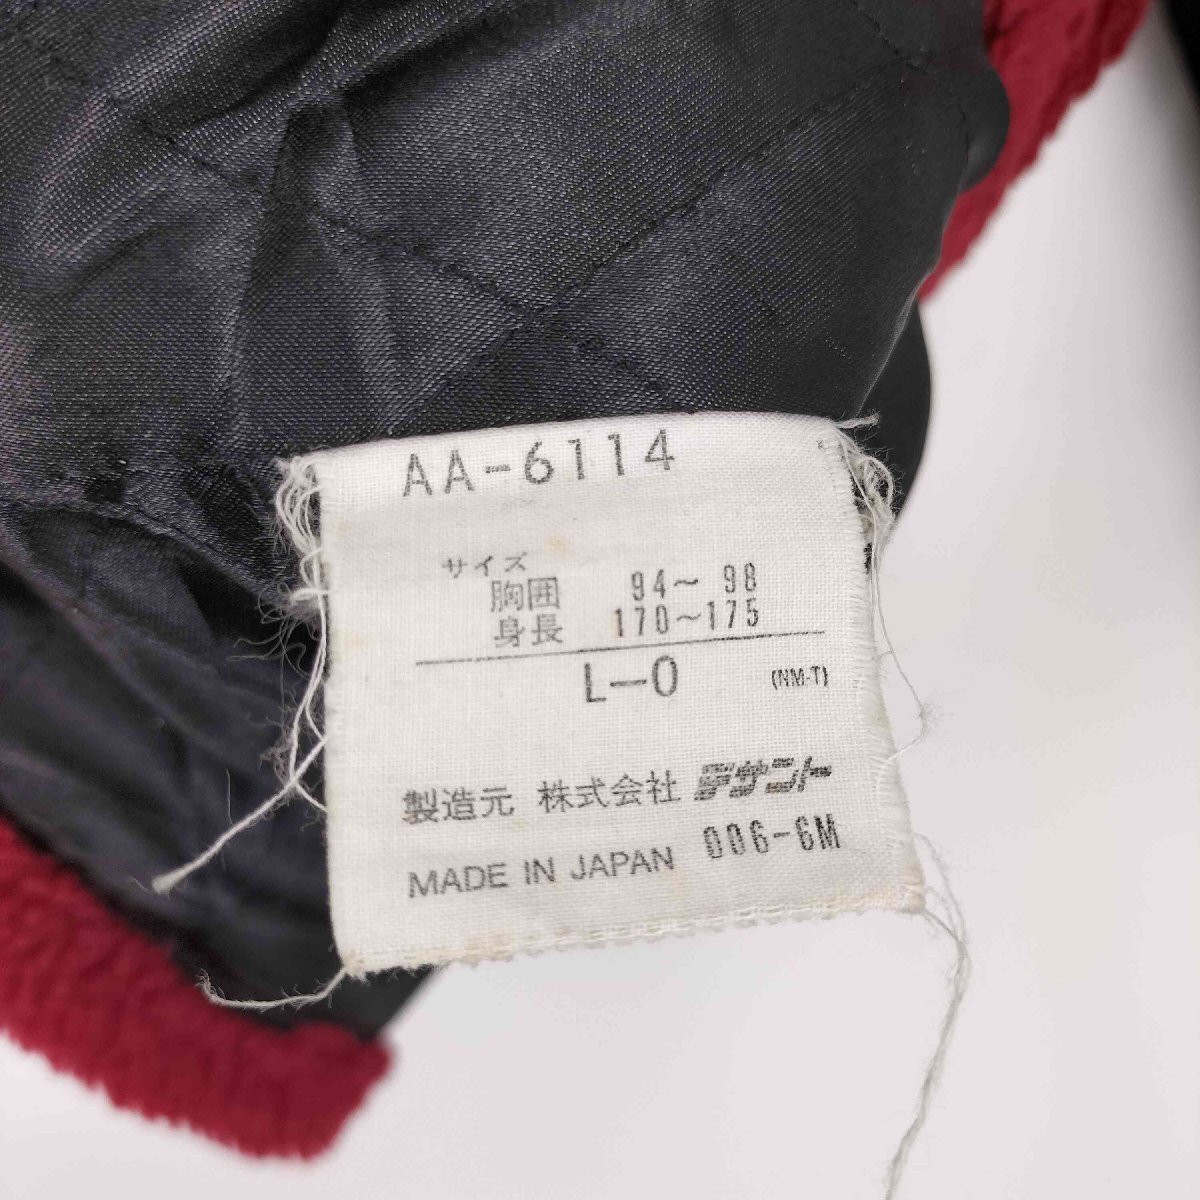 AA-6114
サイズ
胸囲 94～98
身長 170～175
L-O (NM-T)
製造元 株式会社 デサント
MADE IN JAPAN 006-6M